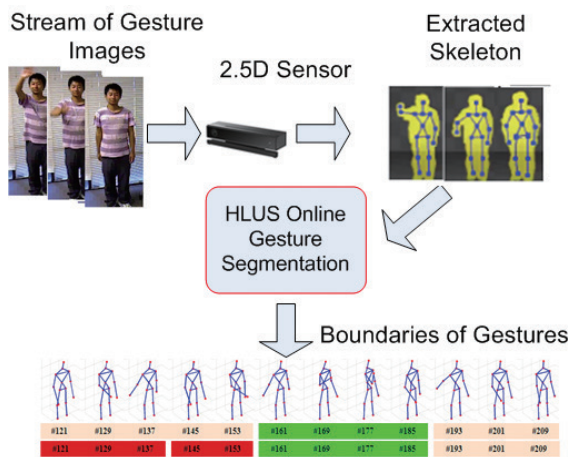 Stream of Gesture
Images
2.5D Sensor
Extracted
Skeleton
HLUS Online
Gesture
Segmentation
Boundaries of Gestures
#121 #129 #137 #145 #153 #161 #169 #177 #185 #193 #201 #209
#121 #129 #137 #145 #153 #161 #169 #177 #185 #193 #201 #209